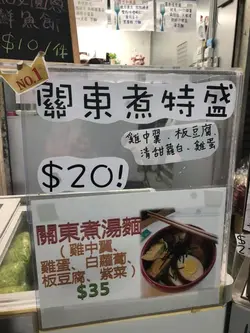 $10/件
NO.1
關東煮特盛
雞中翼、板豆腐、
清甜蘿白、雞蛋
$20!
關東煮湯麵
(雞中翼、
雞蛋、白蘿蔔、
板豆腐、紫菜)
$35